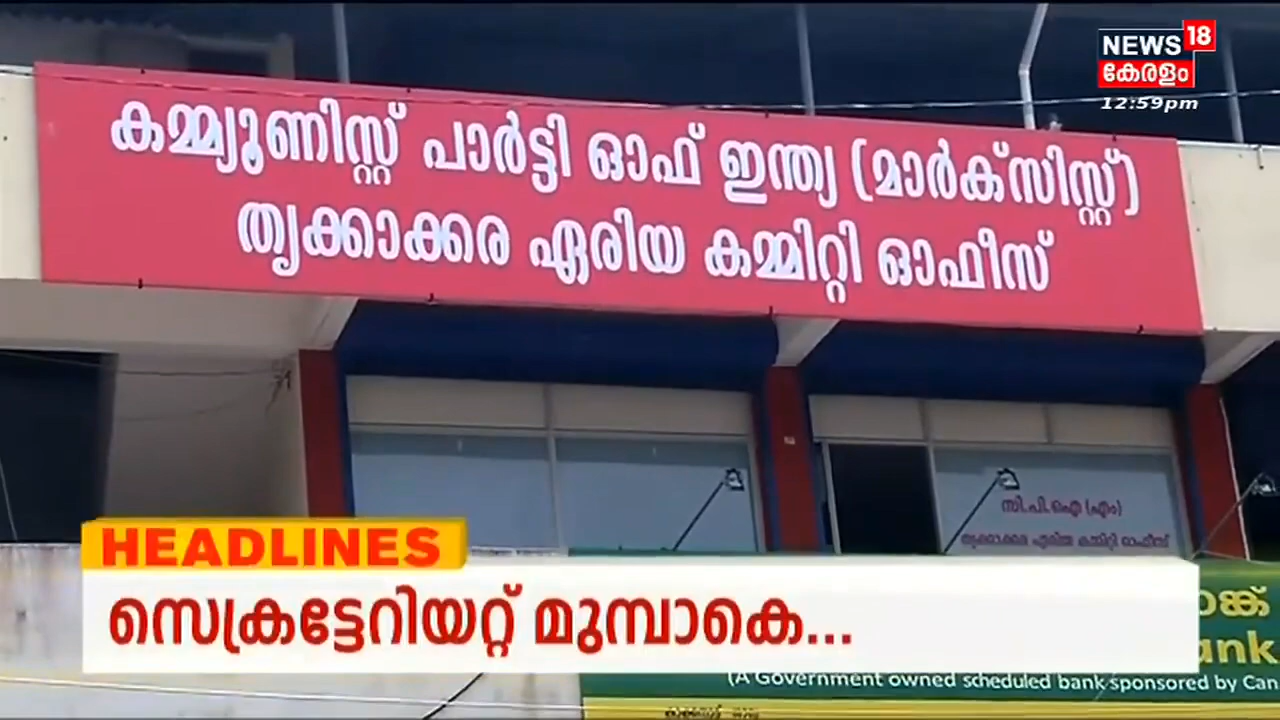 NEWS 18
കേരളം
12:59pm
കമ്മ്യൂണിസ്റ്റ് പാർട്ടി ഓഫ് ഇന്ത്യ (മാർക്സിസ്റ്റ്)
തൃക്കാക്കര ഏരിയ കമ്മിറ്റി ഓഫീസ്
സി.പി.ഐ (എം)
തൃക്കാക്കര ഏരിയ കമ്മിറ്റി ഓഫീസ്
HEADLINES
സെക്രട്ടേറിയറ്റ് മുമ്പാകെ...
(A Government owned scheduled bank sponsored by Can